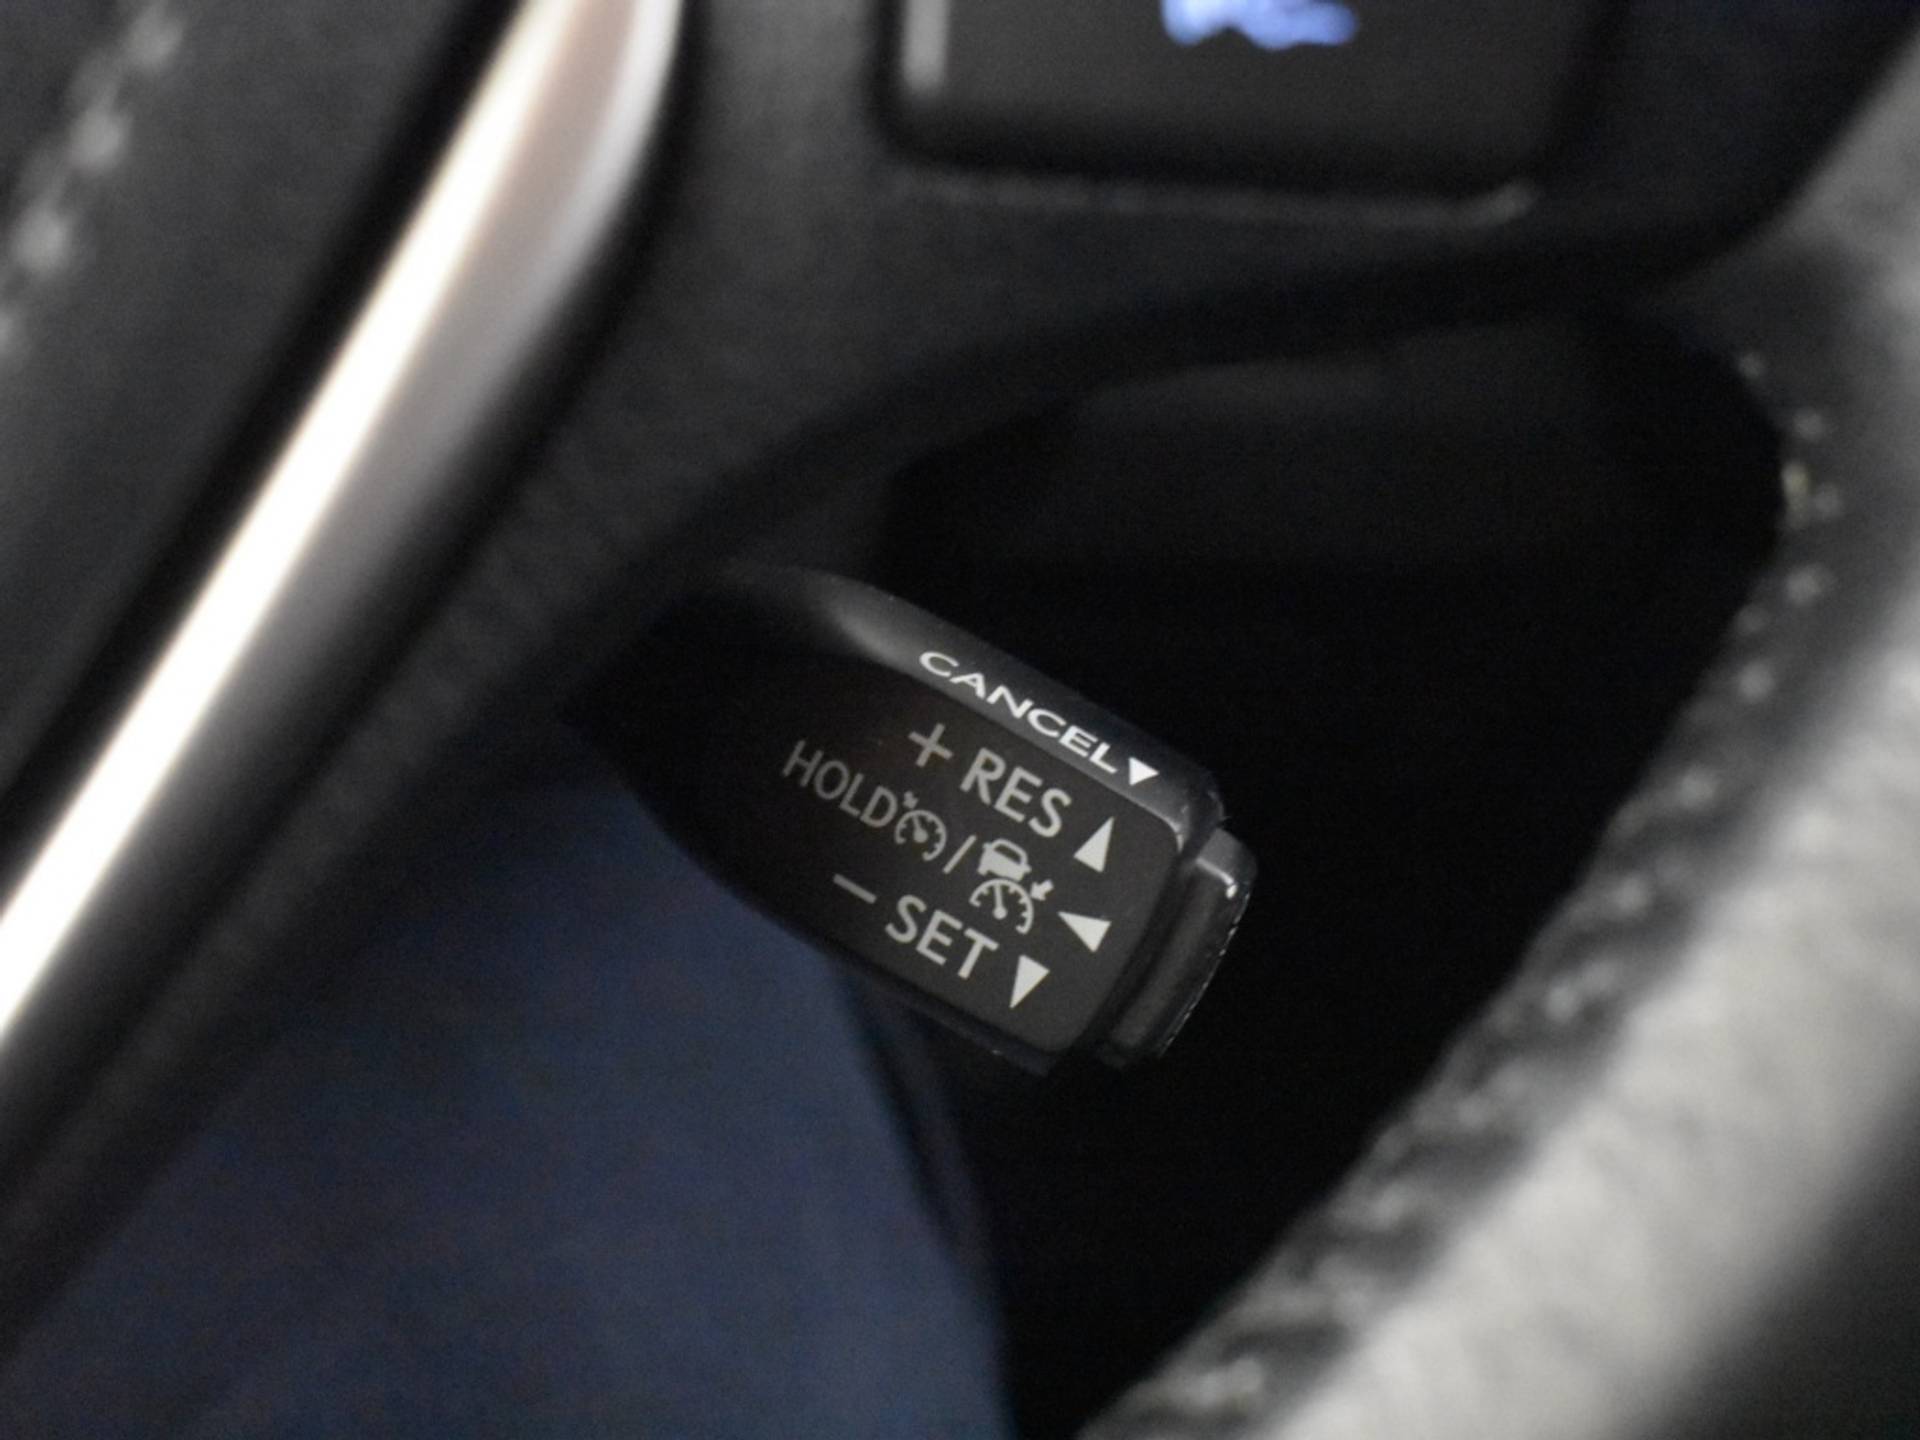 CANCEL
+ RES
HOLD /
− SET